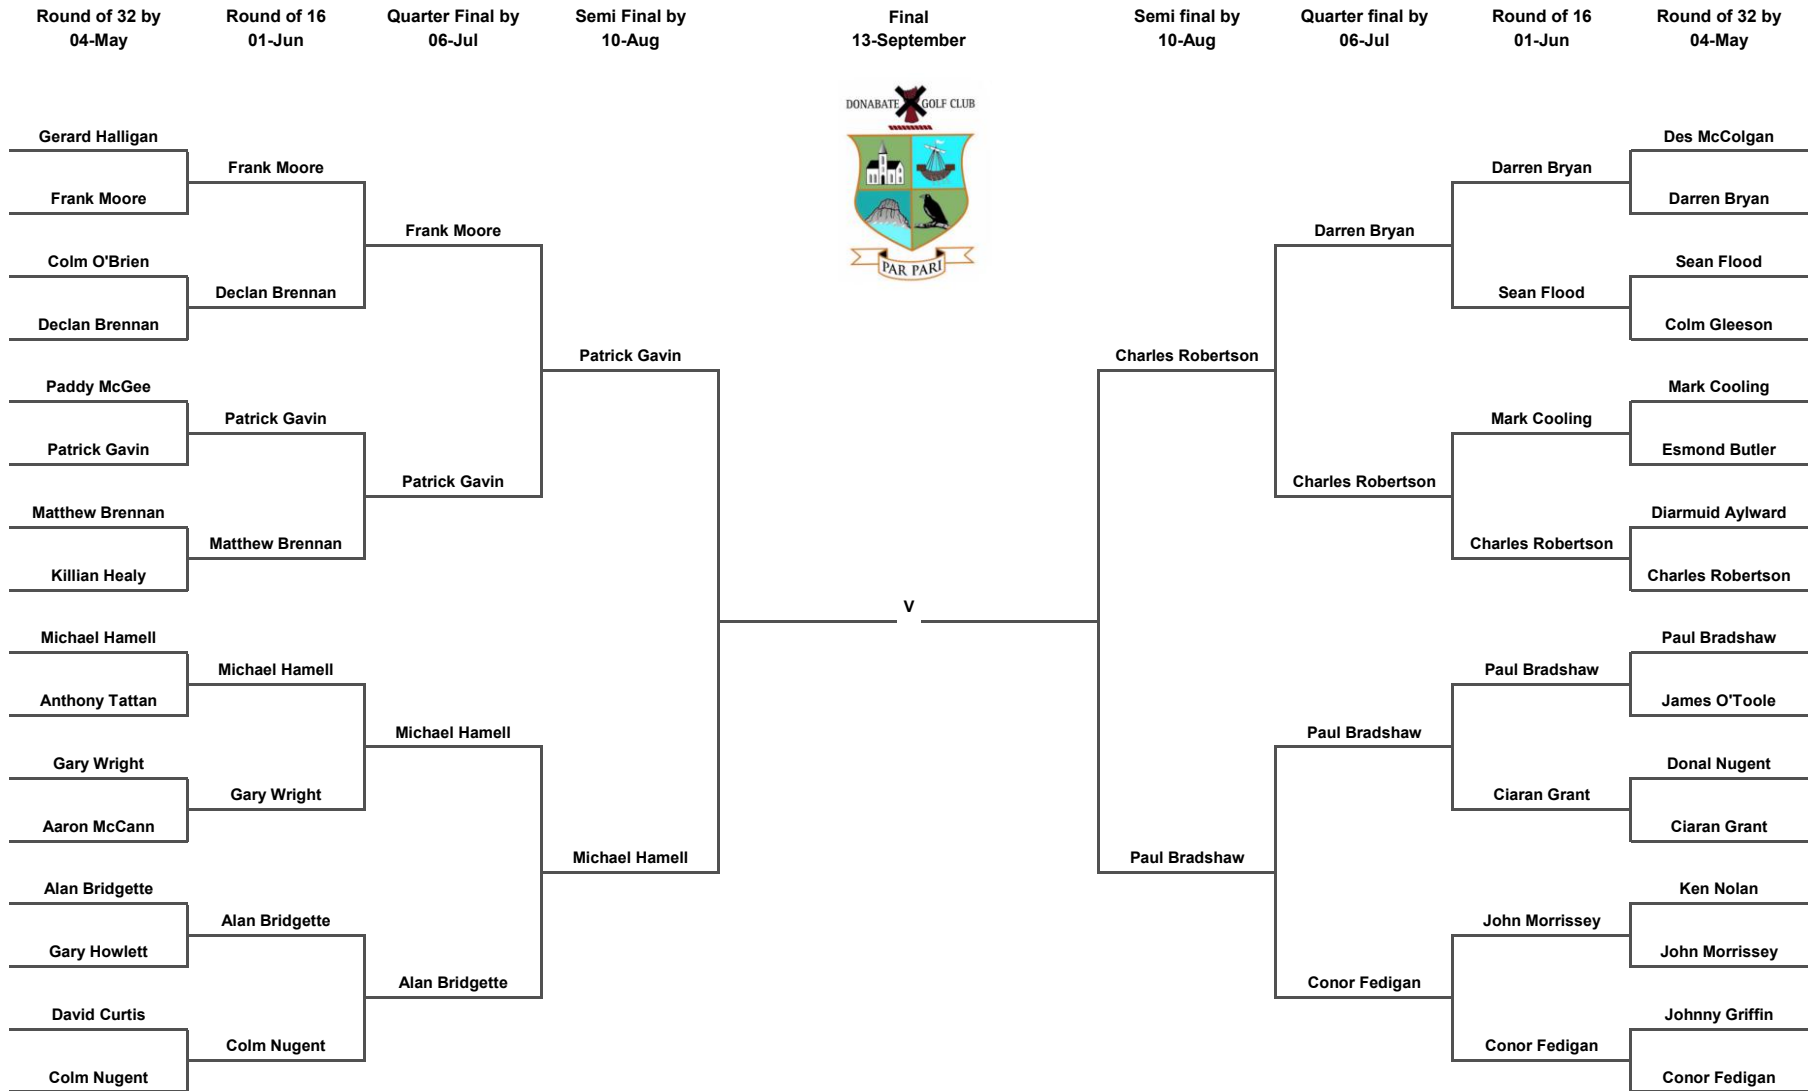 Round of 32 by
04-May
Round of 16
01-Jun
Quarter Final by
06-Jul
Semi Final by
10-Aug
Final
13-September
Semi final by
10-Aug
Quarter final by
06-Jul
Round of 16
01-Jun
Round of 32 by
04-May
DONABATE GOLF CLUB
PAR PARI
Gerard Halligan
Frank Moore
Colm O'Brien
Declan Brennan
Paddy McGee
Patrick Gavin
Matthew Brennan
Killian Healy
Michael Hamell
Anthony Tattan
Gary Wright
Aaron McCann
Alan Bridgette
Gary Howlett
David Curtis
Colm Nugent
Frank Moore
Declan Brennan
Patrick Gavin
Matthew Brennan
Michael Hamell
Gary Wright
Alan Bridgette
Colm Nugent
Frank Moore
Patrick Gavin
Michael Hamell
Alan Bridgette
Patrick Gavin
Michael Hamell
V
Charles Robertson
Paul Bradshaw
Darren Bryan
Charles Robertson
Paul Bradshaw
Conor Fedigan
Darren Bryan
Sean Flood
Mark Cooling
Charles Robertson
Paul Bradshaw
Ciaran Grant
John Morrissey
Conor Fedigan
Des McColgan
Darren Bryan
Sean Flood
Colm Gleeson
Mark Cooling
Esmond Butler
Diarmuid Aylward
Charles Robertson
Paul Bradshaw
James O'Toole
Donal Nugent
Ciaran Grant
Ken Nolan
John Morrissey
Johnny Griffin
Conor Fedigan